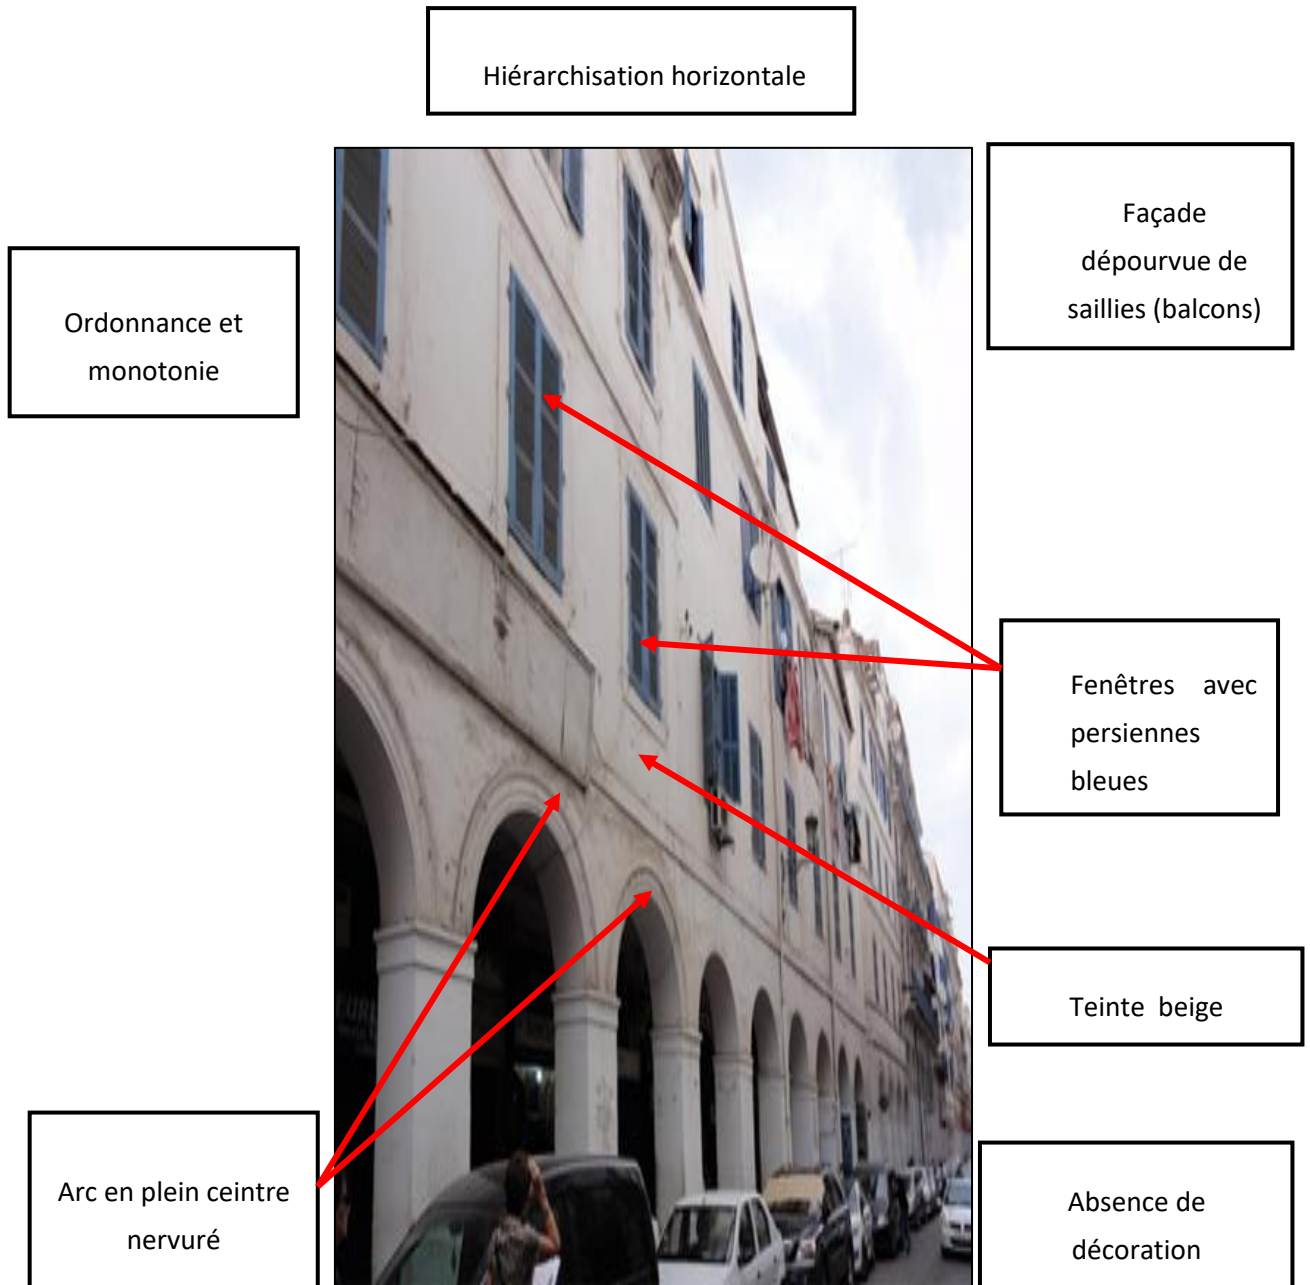 Hiérarchisation horizontale
Façade
dépourvue de
saillies (balcons)
Ordonnance et
monotonie
Fenêtres avec
persiennes
bleues
Teinte beige
Arc en plein ceintre
nervuré
Absence de
décoration